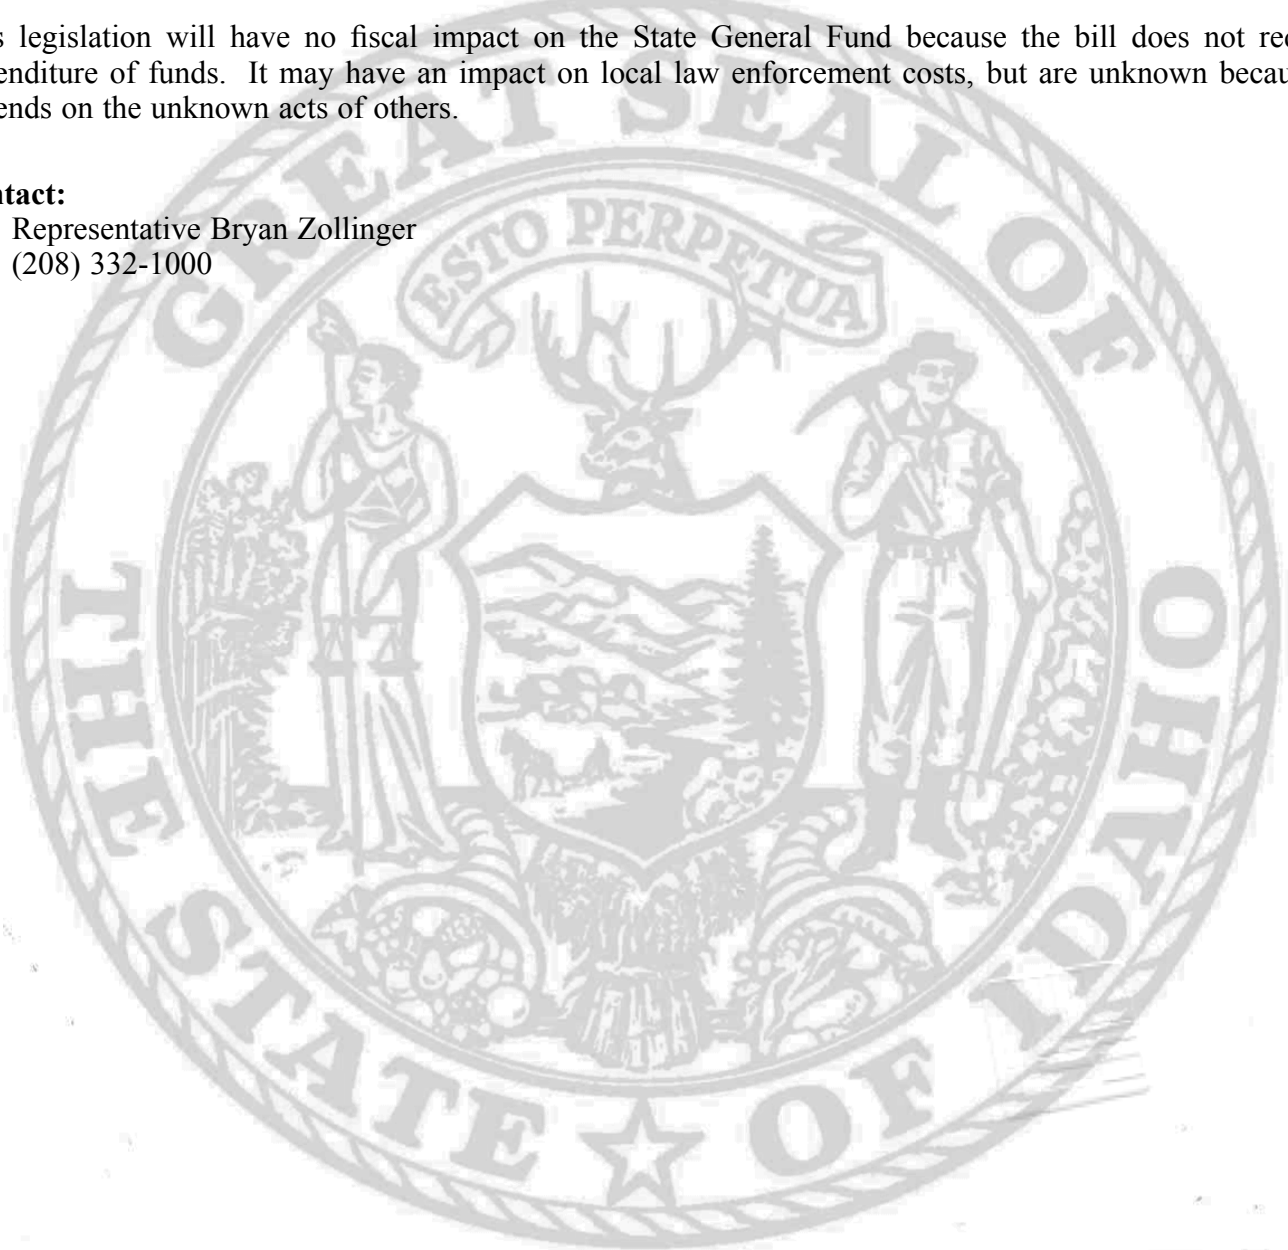 s legislation will have no fiscal impact on the State General Fund because the bill does not re
enditure of funds. It may have an impact on local law enforcement costs, but are unknown becau
ends on the unknown acts of others.
ntact:
Representative Bryan Zollinger
(208) 332-1000
GREAT SEAL OF
ESTO PERPETUA
THE STATE OF IDAHO